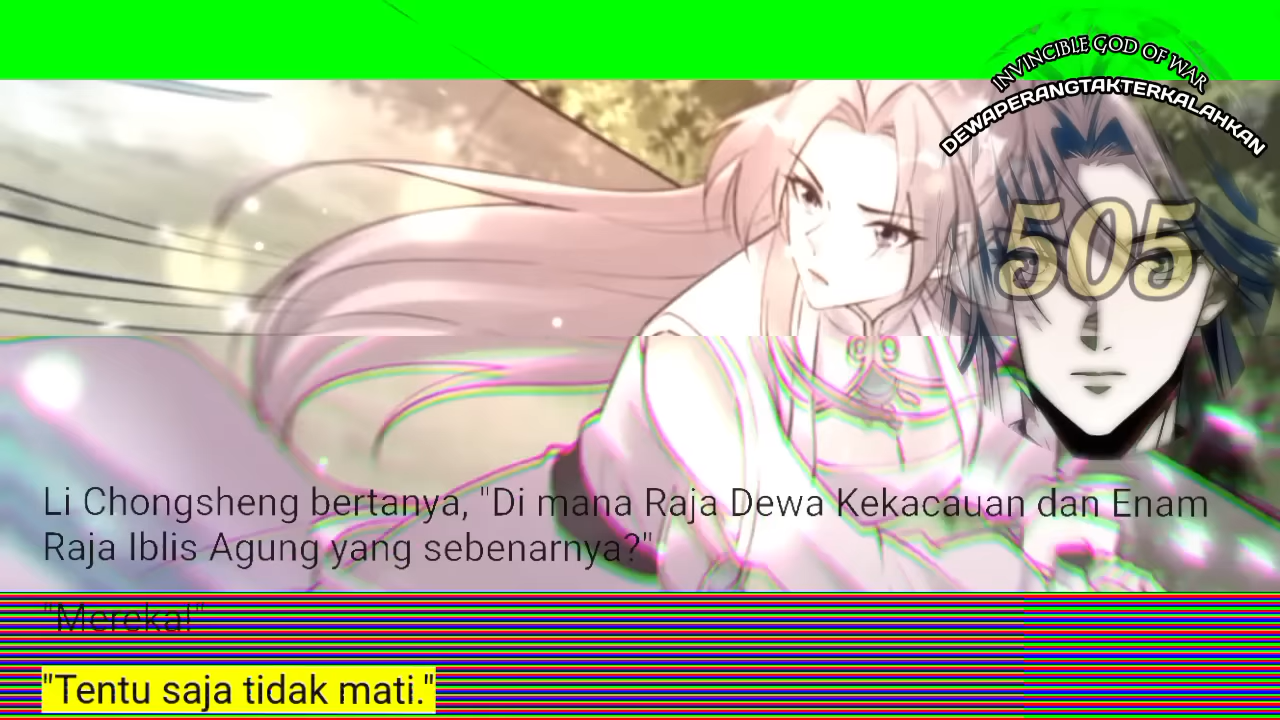 INVINCIBLE GOD OF WAR
DEWAPERANGTAKTERKALAHKAN
505
Li Chongsheng bertanya, "Di mana Raja Dewa Kekacauan dan Enam
Raja Iblis Agung yang sebenarnya?"
"Mereka!"
"Tentu saja tidak mati."